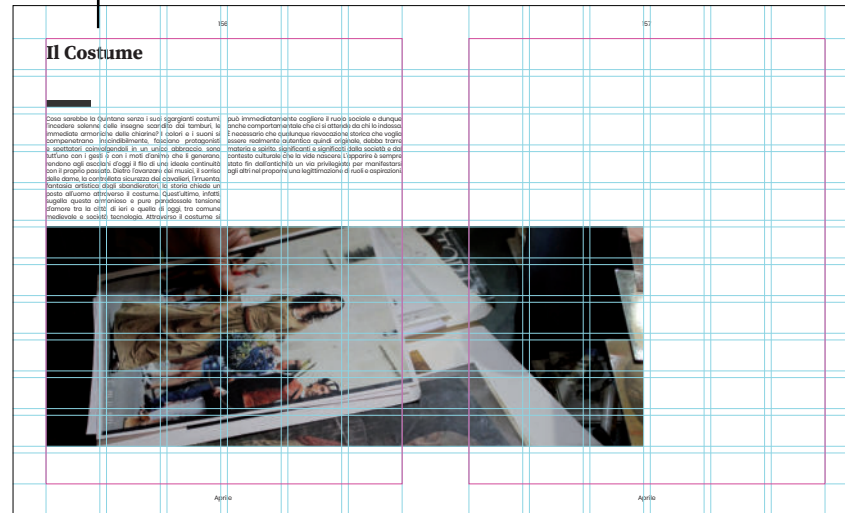 156
157
Il Costume
Cosa sarebbe la Quintana senza i suoi sgargianti costumi,
l'incedere solenne delle insegne scandito dai tamburi, le
immediate armoniche delle chiarine? I colori e i suoni si
compenetrano inscindibilmente, fasciano protagonisti
e spettatori coinvolgendoli in un unico abbraccio, sono
tutt'uno con i gesti e con i moti d'animo che li generano,
rendono agli ascolani d'oggi il filo di una ideale continuità
con il proprio passato. Dietro l'avanzare dei musici, il sorriso
delle dame, la controllata sicurezza dei cavalieri, l'irruenta
fantasia artistica degli sbandieratori, la storia chiede un
posto all'uomo attraverso il costume. Quest'ultimo, infatti,
sugella questa armonioso e pure paradossale tensione
d'amore tra la città di ieri e quella di oggi, tra comune
medievale e società tecnologia. Attraverso il costume si
può immediatamente cogliere il ruolo sociale e dunque
anche comportamentale che ci si attende da chi lo indossa.
È necessario che qualunque rievocazione storica che voglia
essere realmente autentica quindi originale, debba trarre
materia e spirito, significanti e significati dalla società e dal
contesto culturale che la vide nascere. L'apparire è sempre
stato fin dall'antichità un via privilegiata per manifestarsi
agli altri nel proporre una legittimazione di ruoli e aspirazioni.
Aprile
Aprile